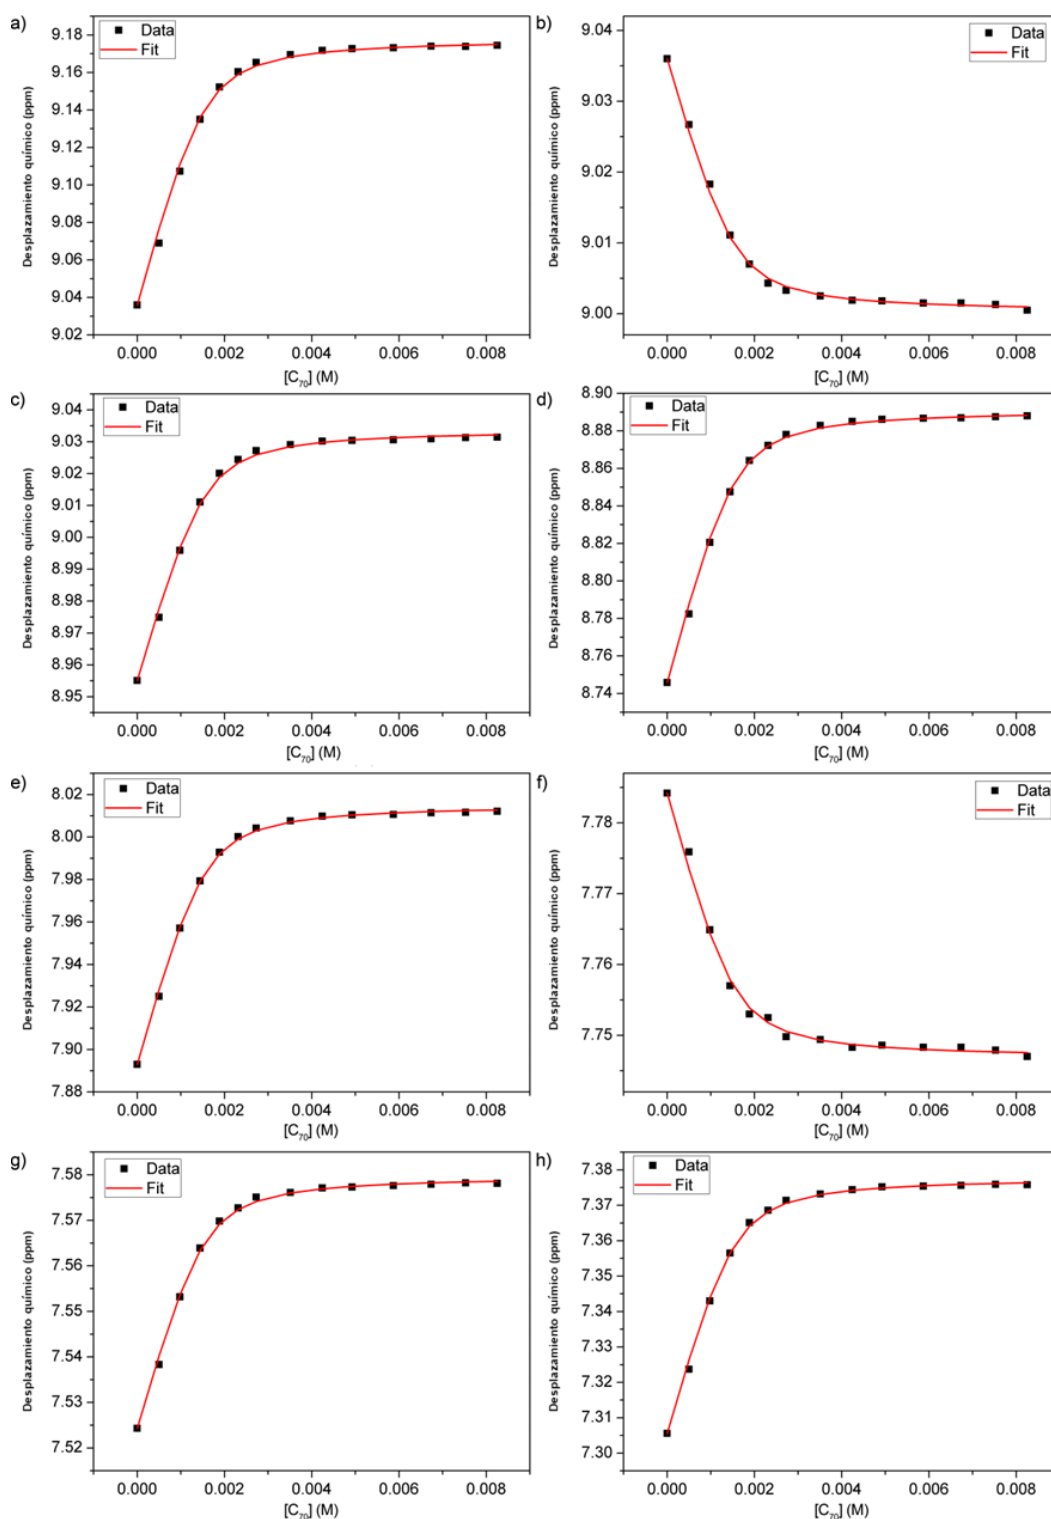 a)
Data
Fit
Desplazamiento químico (ppm)
9.18
9.16
9.14
9.12
9.10
9.08
9.06
9.04
9.02
0.000 0.002 0.004 0.006 0.008
[C70] (M)
b)
Data
Fit
Desplazamiento químico (ppm)
9.04
9.03
9.02
9.01
9.00
0.000 0.002 0.004 0.006 0.008
[C70] (M)
c)
Data
Fit
Desplazamiento químico (ppm)
9.04
9.03
9.02
9.01
9.00
8.99
8.98
8.97
8.96
8.95
0.000 0.002 0.004 0.006 0.008
[C70] (M)
d)
Data
Fit
Desplazamiento químico (ppm)
8.90
8.88
8.86
8.84
8.82
8.80
8.78
8.76
8.74
0.000 0.002 0.004 0.006 0.008
[C70] (M)
e)
Data
Fit
Desplazamiento químico (ppm)
8.02
8.00
7.98
7.96
7.94
7.92
7.90
7.88
0.000 0.002 0.004 0.006 0.008
[C70] (M)
f)
Data
Fit
Desplazamiento químico (ppm)
7.78
7.77
7.76
7.75
0.000 0.002 0.004 0.006 0.008
[C70] (M)
g)
Data
Fit
Desplazamiento químico (ppm)
7.58
7.57
7.56
7.55
7.54
7.53
7.52
0.000 0.002 0.004 0.006 0.008
[C70] (M)
h)
Data
Fit
Desplazamiento químico (ppm)
7.38
7.37
7.36
7.35
7.34
7.33
7.32
7.31
7.30
0.000 0.002 0.004 0.006 0.008
[C70] (M)